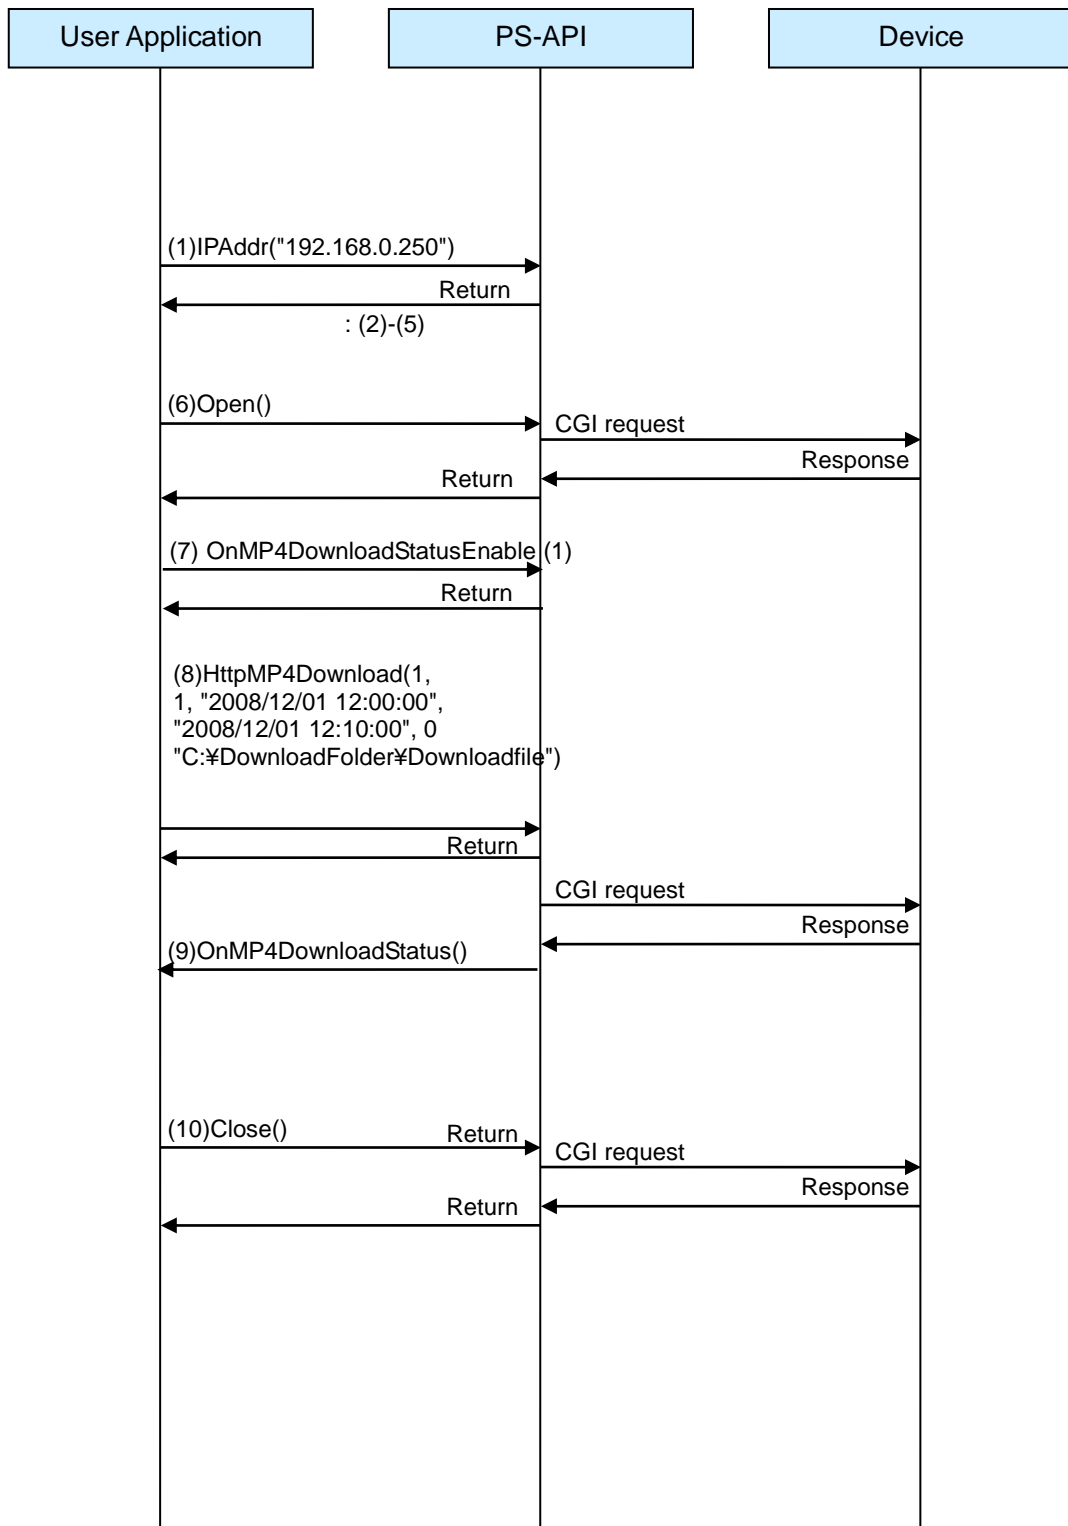 User Application
PS-API
Device
(1)IPAddr("192.168.0.250")
Return
: (2)-(5)
(6)Open()
CGI request
Response
Return
(7) OnMP4DownloadStatusEnable (1)
Return
(8)HttpMP4Download(1,
1, "2008/12/01 12:00:00",
"2008/12/01 12:10:00", 0
"C:¥DownloadFolder¥Downloadfile")
Return
CGI request
Response
(9)OnMP4DownloadStatus()
(10)Close()
Return
CGI request
Response
Return